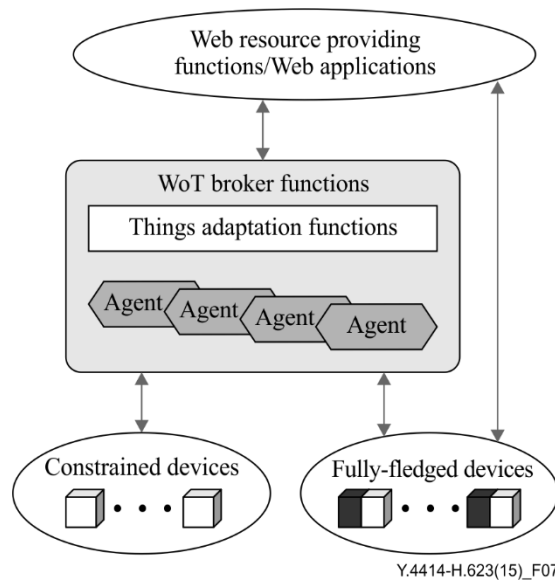 Web resource providing
functions/Web applications
WoT broker functions
Things adaptation functions
Agent
Agent
Agent
Agent
Constrained devices
Fully-fledged devices
Y.4414-H.623(15)_F07